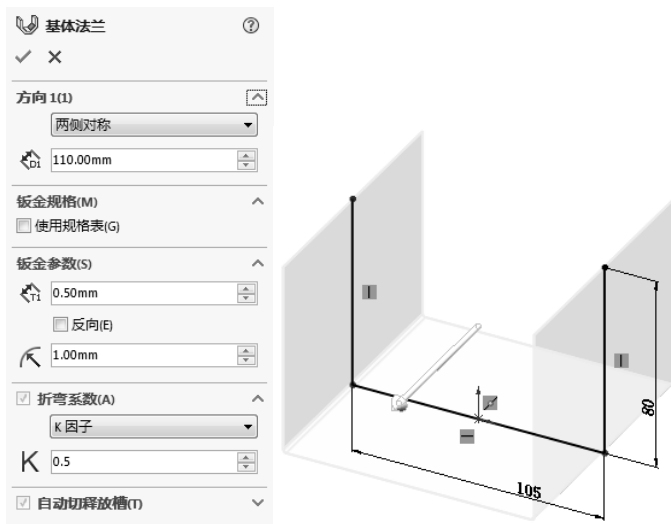 基体法兰
方向 1(1)
两侧对称
D1
110.00mm
钣金规格(M)
使用规格表(G)
钣金参数(S)
T1
0.50mm
反向(E)
1.00mm
折弯系数(A)
K 因子
K
0.5
自动切释放槽(T)
80
105